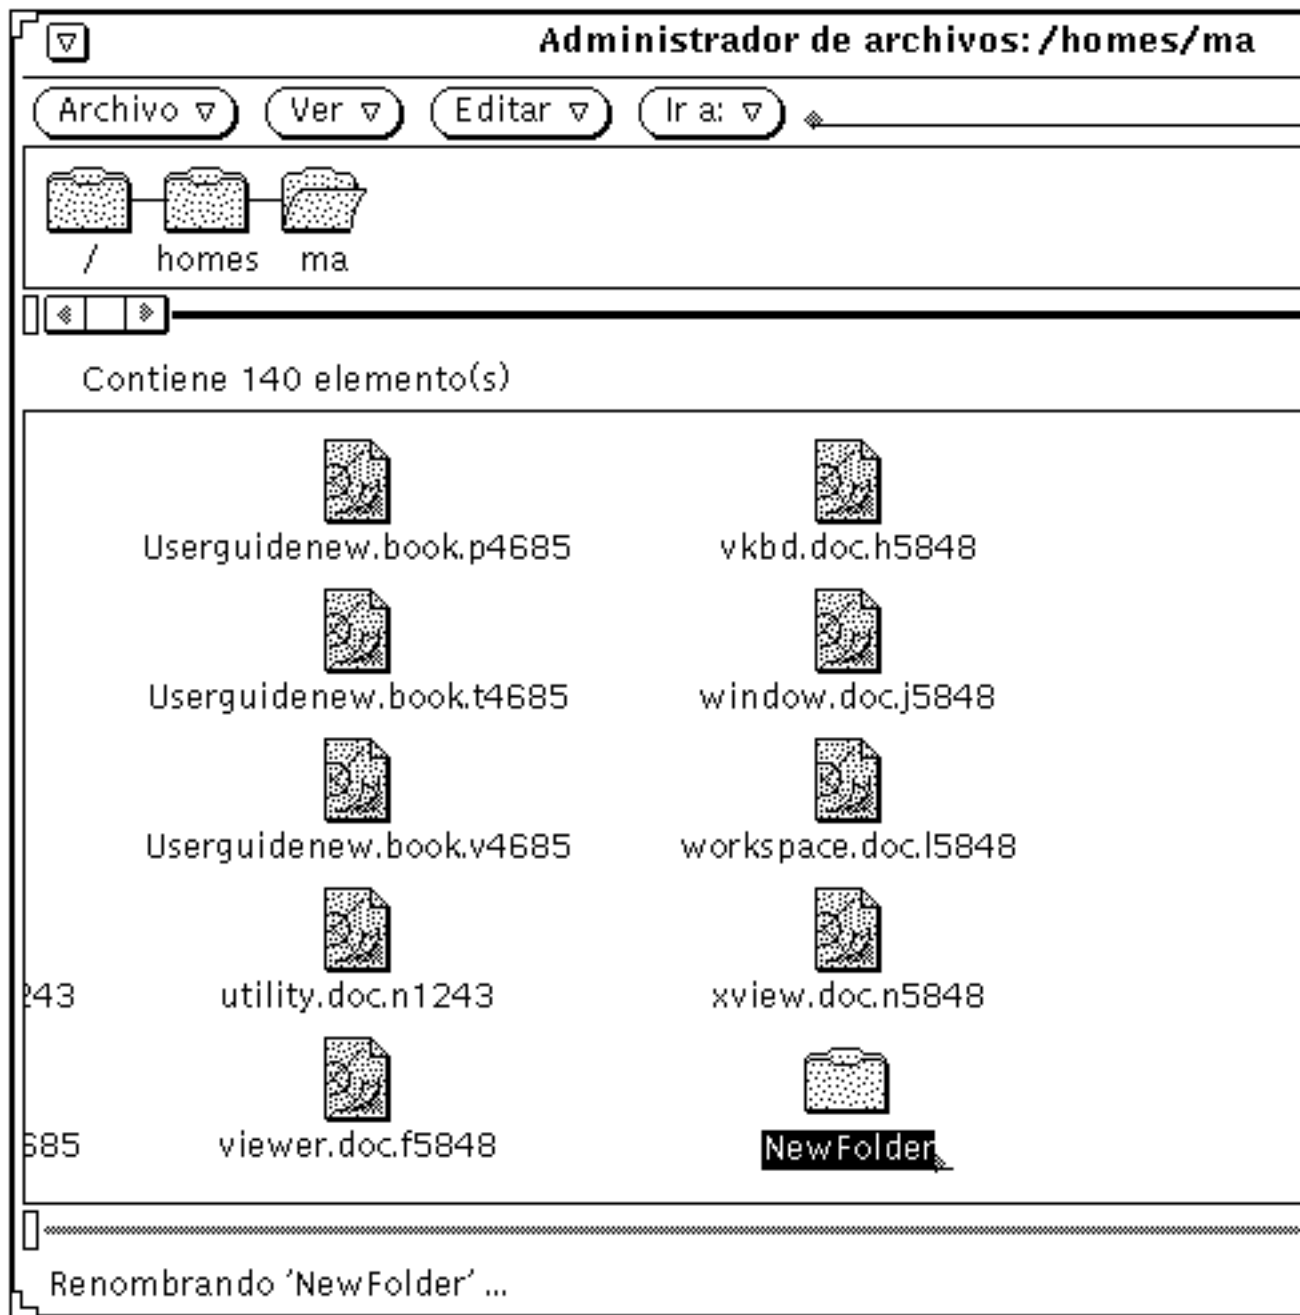 Administrador de archivos: /homes/ma
Archivo Ver Editar Ir a:
/ homes ma
Contiene 140 elemento(s)
Userguidenew.book.p4685 vkbd.doc.h5848
Userguidenew.book.t4685 window.doc.j5848
Userguidenew.book.v4685 workspace.doc.l5848
243 utility.doc.n1243 xview.doc.n5848
685 viewer.doc.f5848 NewFolder
Renombrando 'NewFolder' ...